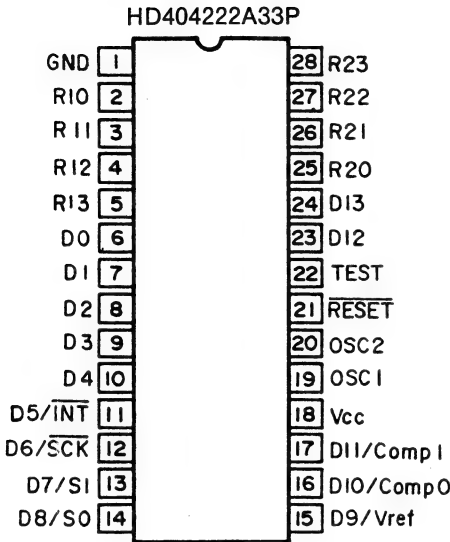 HD404222A33P
GND 1 28 R23
R10 2 27 R22
R11 3 26 R21
R12 4 25 R20
R13 5 24 D13
D0 6 23 D12
D1 7 22 TEST
D2 8 21 RESET
D3 9 20 OSC2
D4 10 19 OSC1
D5/INT 11 18 Vcc
D6/SCK 12 17 D11/Comp1
D7/SI 13 16 D10/Comp0
D8/SO 14 15 D9/Vref